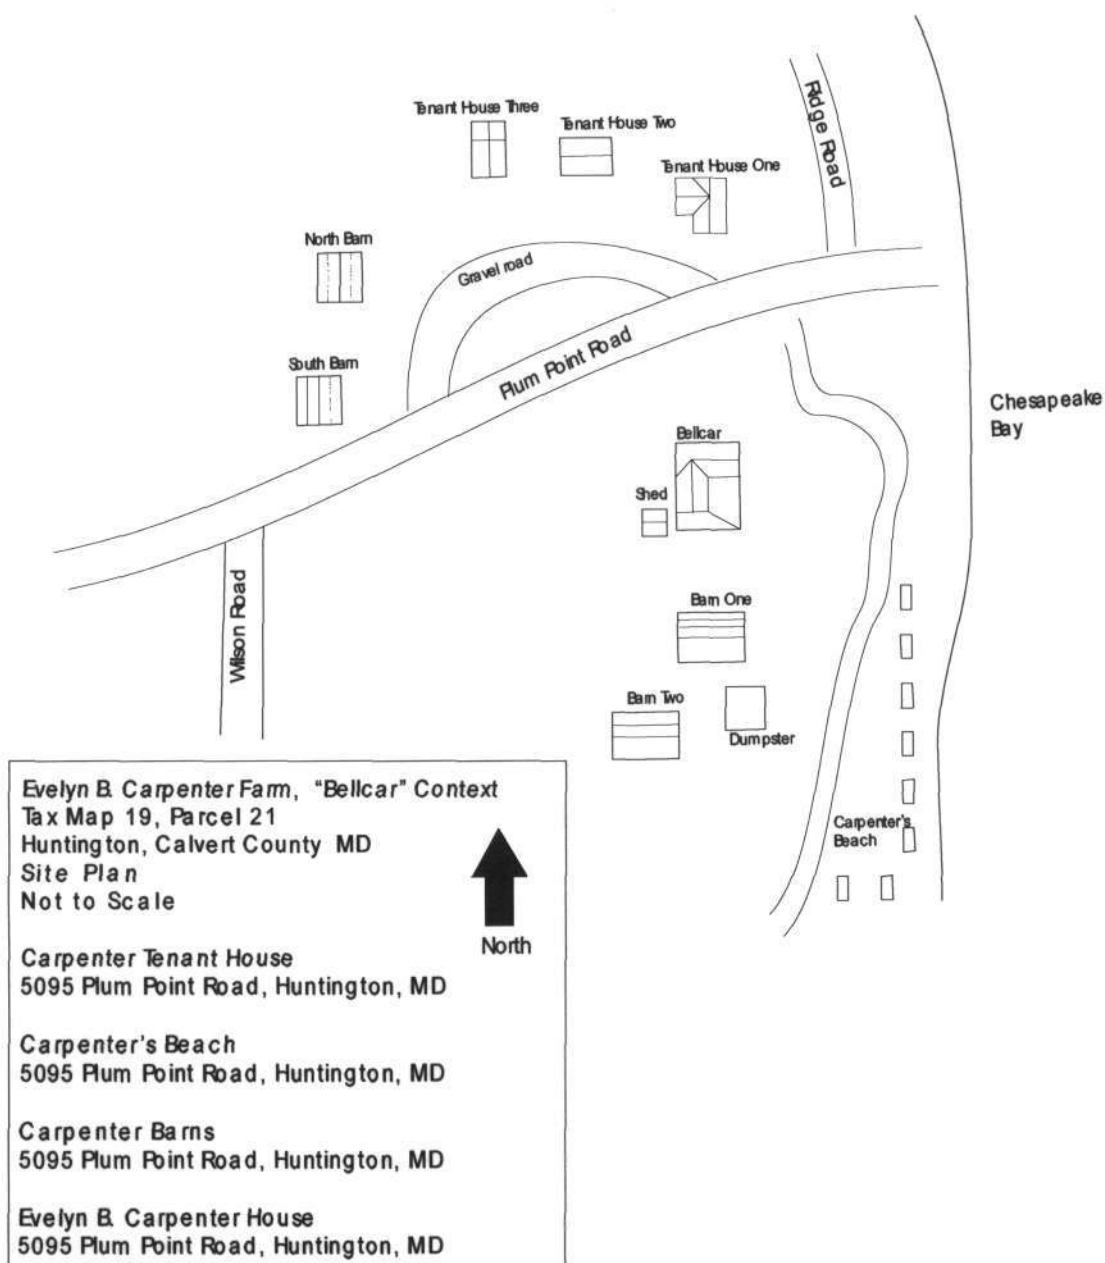 Ridge Road
Tenant House Three
Tenant House Two
Tenant House One
North Barn
Gravel road
South Barn
Plum Point Road
Chesapeake
Bay
Bellcar
Shed
Wilson Road
Barn One
Barn Two
Dumpster
Carpenter's
Beach
Evelyn B. Carpenter Farm, "Bellcar" Context
Tax Map 19, Parcel 21
Huntington, Calvert County MD
Site Plan
Not to Scale
North
Carpenter Tenant House
5095 Plum Point Road, Huntington, MD
Carpenter's Beach
5095 Plum Point Road, Huntington, MD
Carpenter Barns
5095 Plum Point Road, Huntington, MD
Evelyn B. Carpenter House
5095 Plum Point Road, Huntington, MD